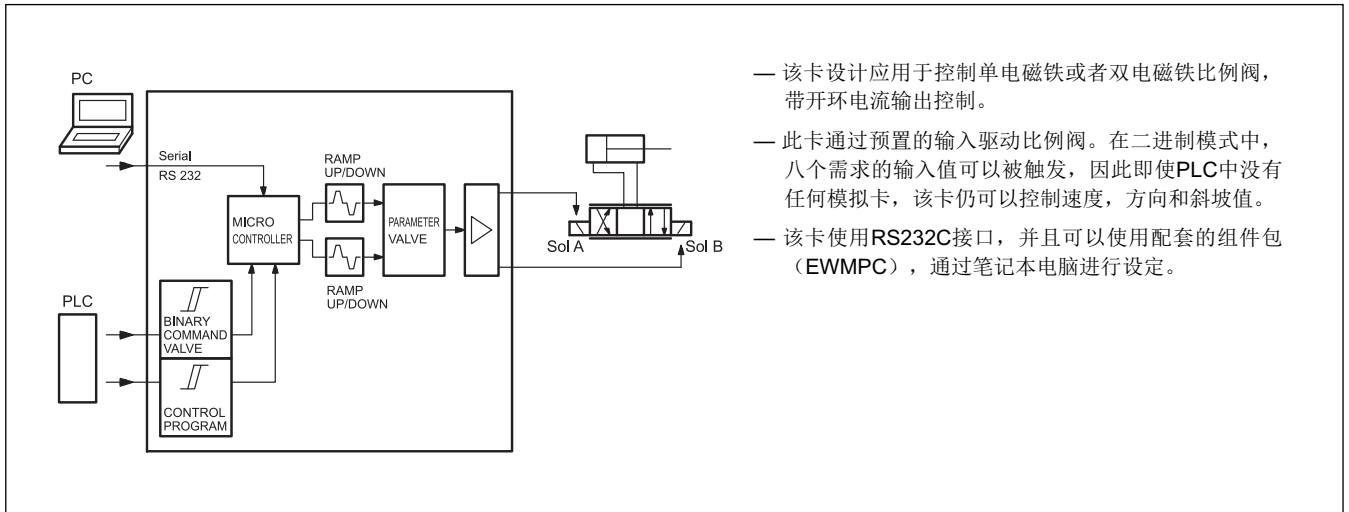 PC
Serial
RS 232
MICRO
CONTROLLER
RAMP
UP/DOWN
RAMP
UP/DOWN
PARAMETER
VALVE
Sol A
Sol B
PLC
BINARY
COMMAND
VALVE
CONTROL
PROGRAM
— 该卡设计应用于控制单电磁铁或者双电磁铁比例阀，
带开环电流输出控制。
— 此卡通过预置的输入驱动比例阀。在二进制模式中，
八个需求的输入值可以被触发，因此即使PLC中没有
任何模拟卡，该卡仍可以控制速度，方向和斜坡值。
— 该卡使用RS232C接口，并且可以使用配套的组件包
（EWMPC），通过笔记本电脑进行设定。